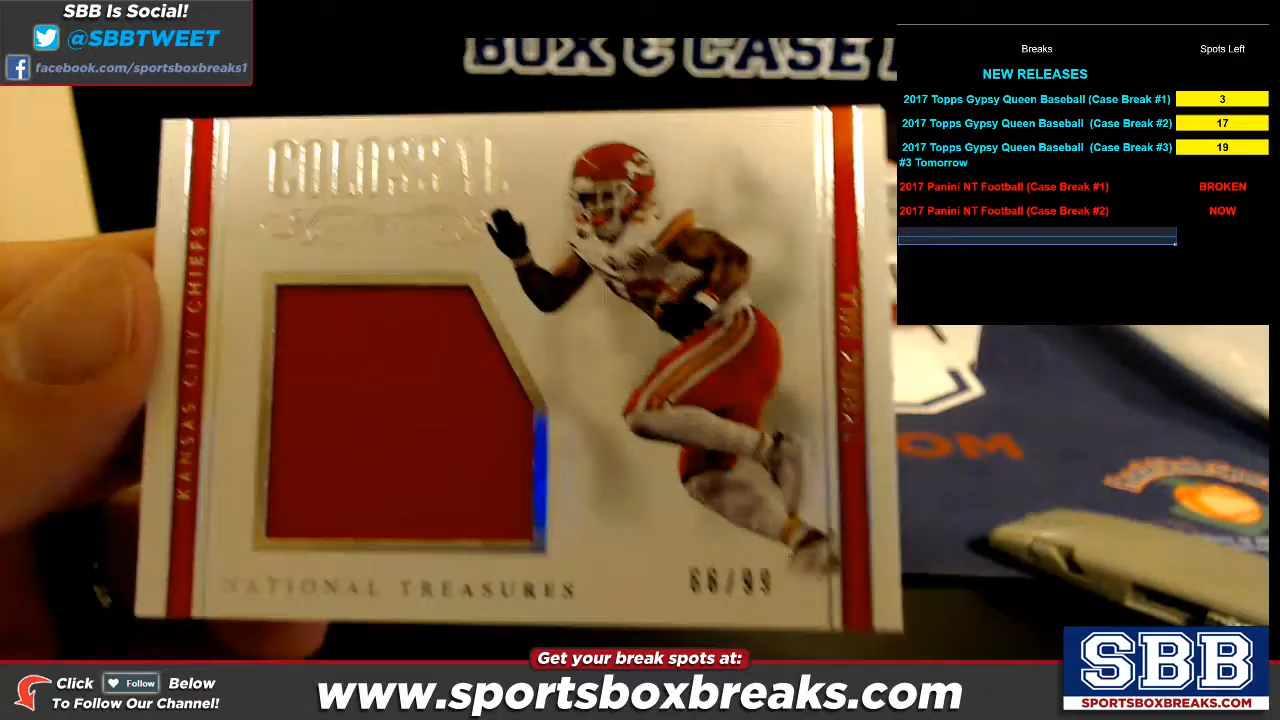 SBB Is Social!
@SBBTWEET
facebook.com/sportsboxbreaks1
BOX & CASE
Breaks Spots Left
NEW RELEASES
2017 Topps Gypsy Queen Baseball (Case Break #1) 3
2017 Topps Gypsy Queen Baseball (Case Break #2) 17
2017 Topps Gypsy Queen Baseball (Case Break #3) 19
#3 Tomorrow
2017 Panini NT Football (Case Break #1) BROKEN
2017 Panini NT Football (Case Break #2) NOW
COLOSSAL
KANSAS CITY CHIEFS
NATIONAL TREASURES
OM
Get your break spots at:
Click Follow Below
To Follow Our Channel!
www.sportsboxbreaks.com
SBB
SPORTSBOXBREAKS.COM